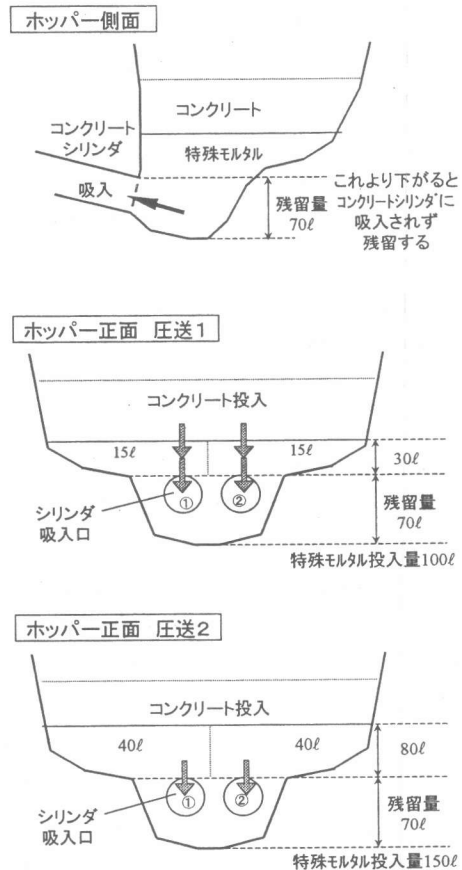 ホッパー側面
コンクリート
コンクリート
シリンダ
特殊モルタル
吸入
残留量
70ℓ
これより下がると
コンクリートシリンダに
吸入されず
残留する
ホッパー正面 圧送1
コンクリート投入
15ℓ
15ℓ
30ℓ
①
②
シリンダ
吸入口
残留量
70ℓ
特殊モルタル投入量100ℓ
ホッパー正面 圧送2
コンクリート投入
40ℓ
40ℓ
80ℓ
①
②
シリンダ
吸入口
残留量
70ℓ
特殊モルタル投入量150ℓ